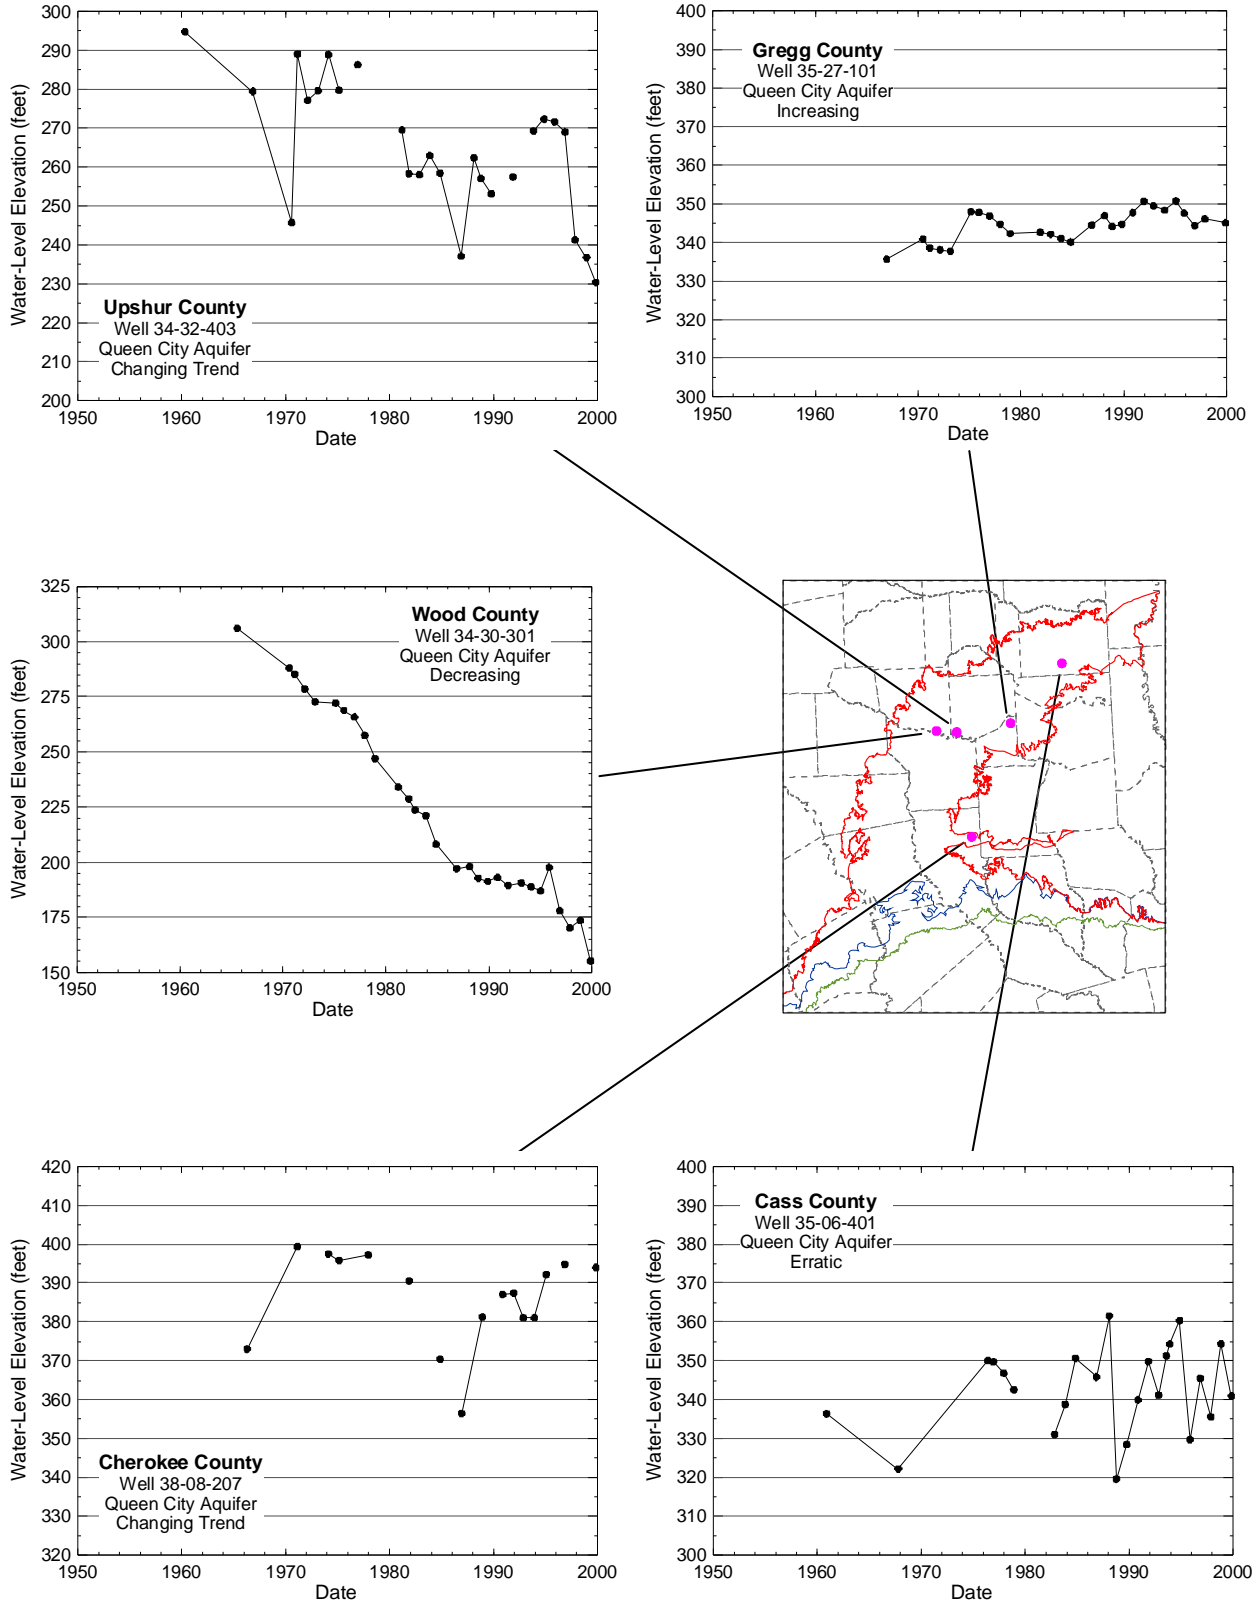 300
290
280
270
260
250
240
230
220
210
200
Water-Level Elevation (feet)
Upshur County
Well 34-32-403
Queen City Aquifer
Changing Trend
1950 1960 1970 1980 1990 2000
Date
400
390
380
370
360
350
340
330
320
310
300
Water-Level Elevation (feet)
Gregg County
Well 35-27-101
Queen City Aquifer
Increasing
1950 1960 1970 1980 1990 2000
Date
325
300
275
250
225
200
175
150
Water-Level Elevation (feet)
Wood County
Well 34-30-301
Queen City Aquifer
Decreasing
1950 1960 1970 1980 1990 2000
Date
420
410
400
390
380
370
360
350
340
330
320
Water-Level Elevation (feet)
Cherokee County
Well 38-08-207
Queen City Aquifer
Changing Trend
1950 1960 1970 1980 1990 2000
Date
400
390
380
370
360
350
340
330
320
310
300
Water-Level Elevation (feet)
Cass County
Well 35-06-401
Queen City Aquifer
Erratic
1950 1960 1970 1980 1990 2000
Date